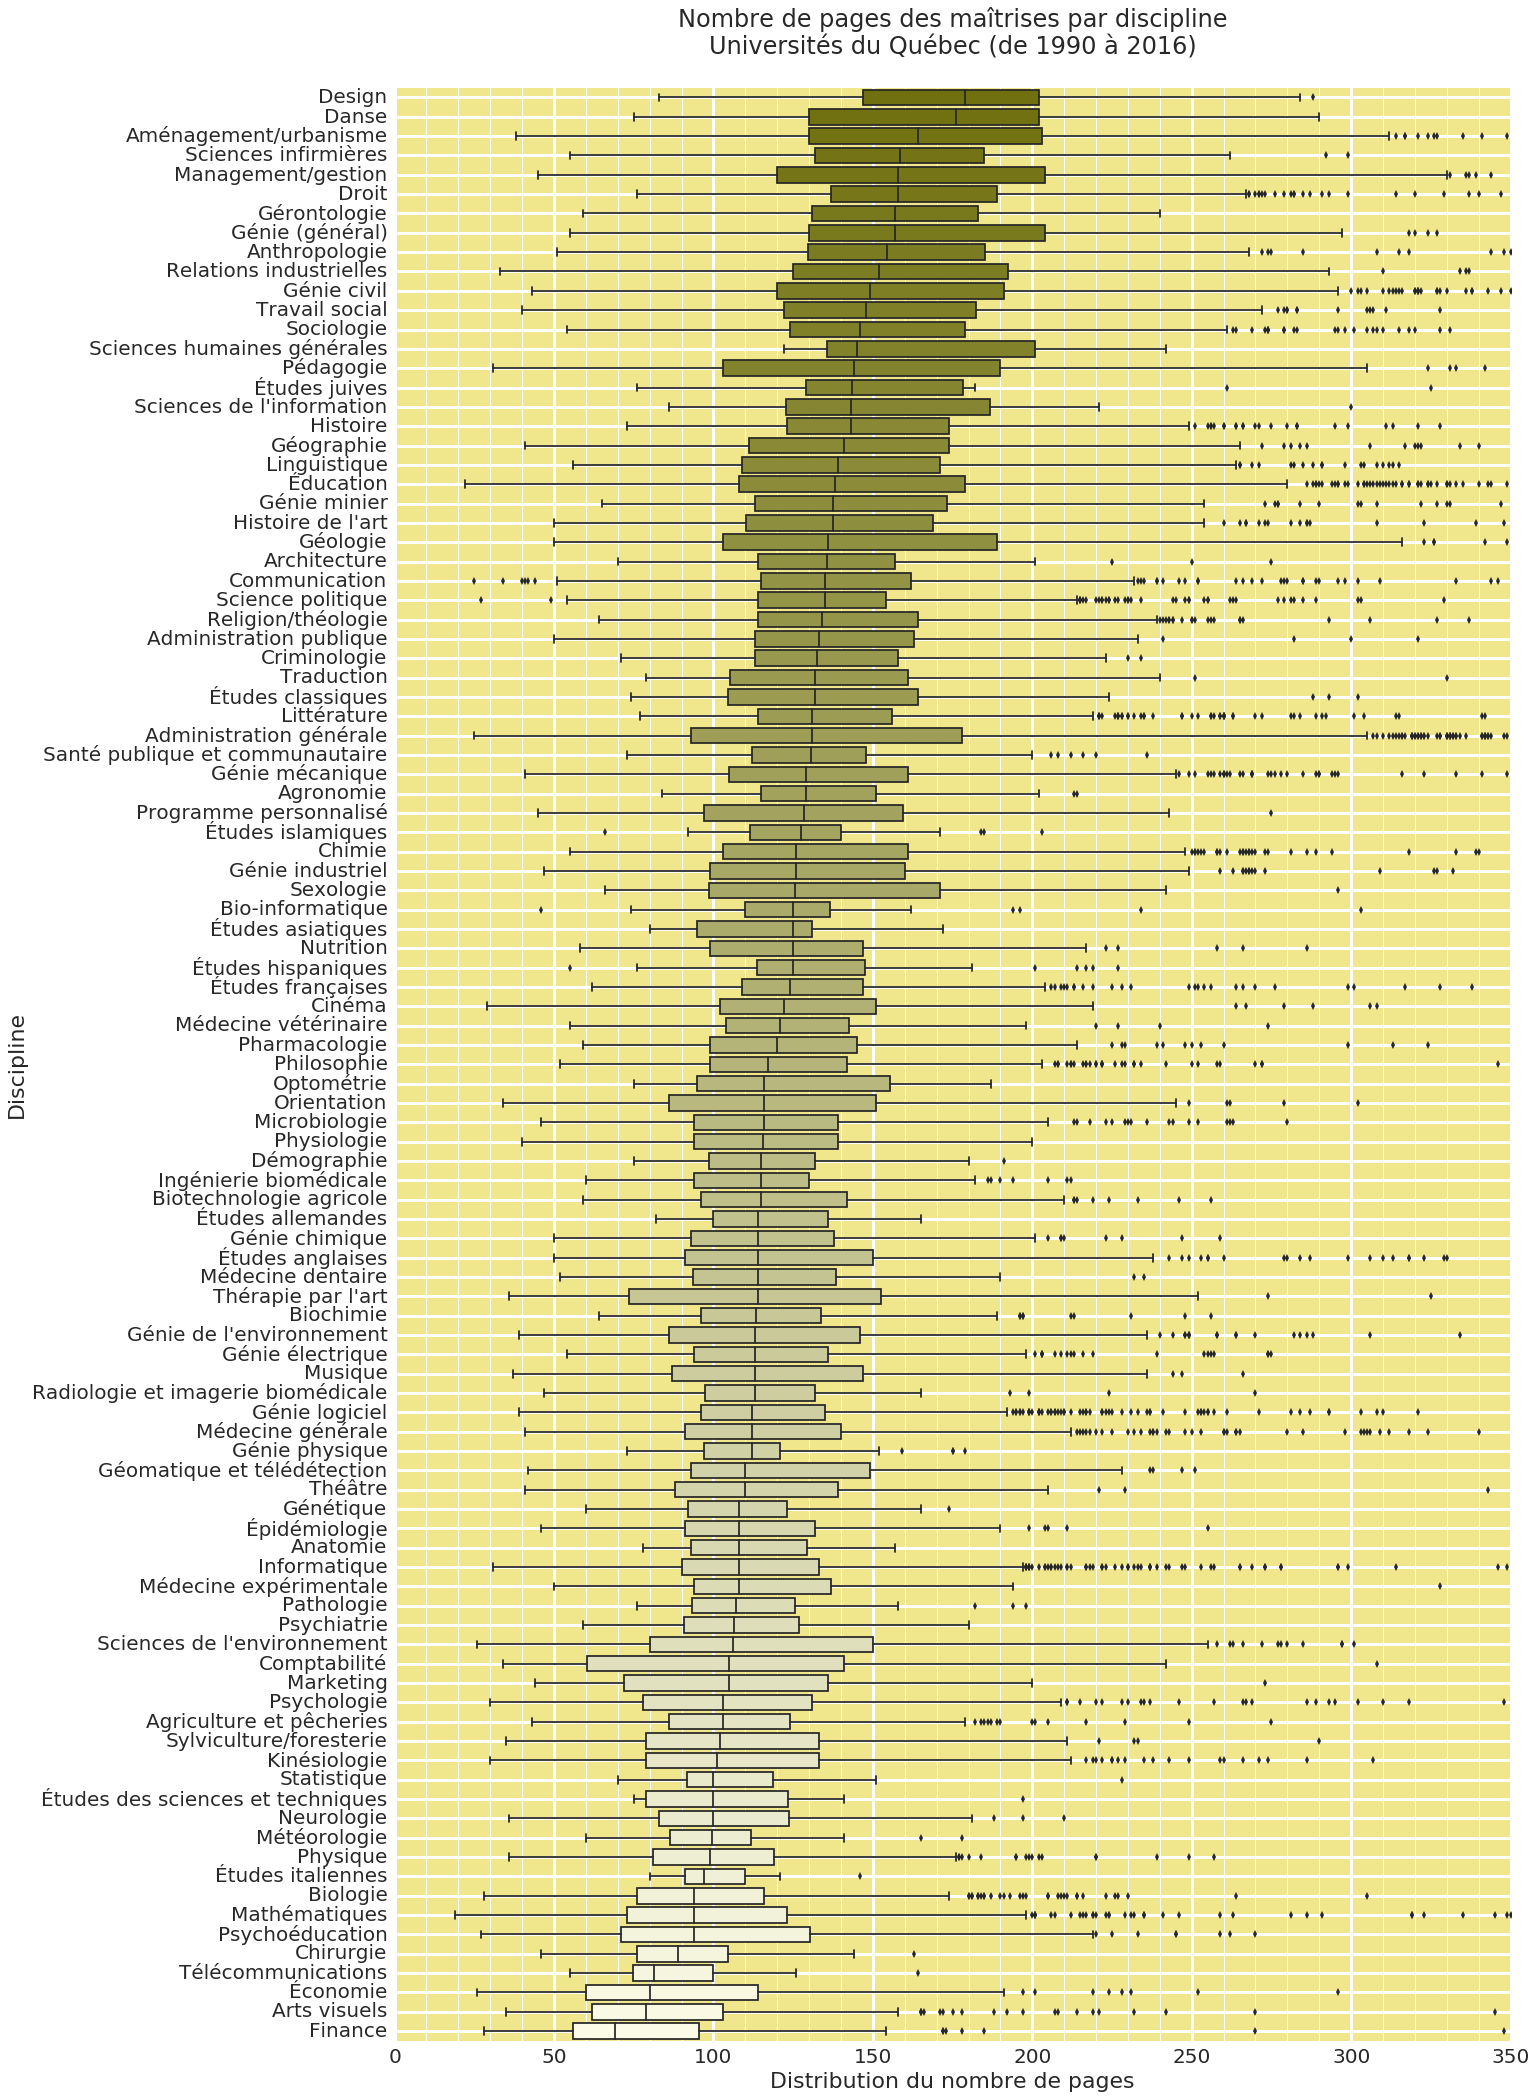 Nombre de pages des maîtrises par discipline
Universités du Québec (de 1990 à 2016)
Discipline
Design
Danse
Aménagement/urbanisme
Sciences infirmières
Management/gestion
Droit
Gérontologie
Génie (général)
Anthropologie
Relations industrielles
Génie civil
Travail social
Sociologie
Sciences humaines générales
Pédagogie
Études juives
Sciences de l'information
Histoire
Géographie
Linguistique
Éducation
Génie minier
Histoire de l'art
Géologie
Architecture
Communication
Science politique
Religion/théologie
Administration publique
Criminologie
Traduction
Études classiques
Littérature
Administration générale
Santé publique et communautaire
Génie mécanique
Agronomie
Programme personnalisé
Études islamiques
Chimie
Génie industriel
Sexologie
Bio-informatique
Études asiatiques
Nutrition
Études hispaniques
Études françaises
Cinéma
Médecine vétérinaire
Pharmacologie
Philosophie
Optométrie
Orientation
Microbiologie
Physiologie
Démographie
Ingénierie biomédicale
Biotechnologie agricole
Études allemandes
Génie chimique
Études anglaises
Médecine dentaire
Thérapie par l'art
Biochimie
Génie de l'environnement
Génie électrique
Musique
Radiologie et imagerie biomédicale
Génie logiciel
Médecine générale
Génie physique
Géomatique et télédétection
Théâtre
Génétique
Épidémiologie
Anatomie
Informatique
Médecine expérimentale
Pathologie
Psychiatrie
Sciences de l'environnement
Comptabilité
Marketing
Psychologie
Agriculture et pêcheries
Sylviculture/foresterie
Kinésiologie
Statistique
Études des sciences et techniques
Neurologie
Météorologie
Physique
Études italiennes
Biologie
Mathématiques
Psychoéducation
Chirurgie
Télécommunications
Économie
Arts visuels
Finance
0 50 100 150 200 250 300 350
Distribution du nombre de pages